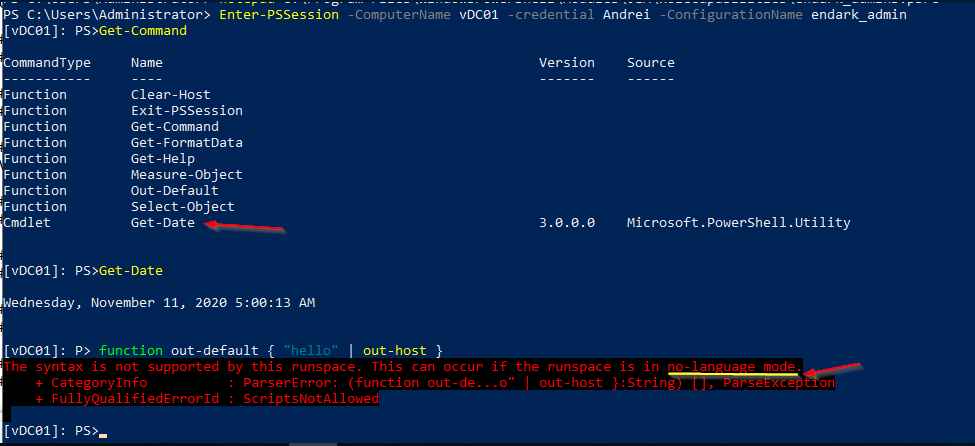 PS C:\Users\Administrator> Enter-PSSession -ComputerName vDC01 -credential Andrei -ConfigurationName endark_admin
[vDC01]: PS>Get-Command
CommandType Name Version Source
----------- ---- ------- ------
Function Clear-Host
Function Exit-PSSession
Function Get-Command
Function Get-FormatData
Function Get-Help
Function Measure-Object
Function Out-Default
Function Select-Object
Cmdlet Get-Date 3.0.0.0 Microsoft.PowerShell.Utility
[vDC01]: PS>Get-Date
Wednesday, November 11, 2020 5:00:13 AM
[vDC01]: P> function out-default { "hello" | out-host }
The syntax is not supported by this runspace. This can occur if the runspace is in no-language mode.
+ CategoryInfo : ParserError: (function out-de...o" | out-host }:String) [], ParseException
+ FullyQualifiedErrorId : ScriptsNotAllowed
[vDC01]: PS>